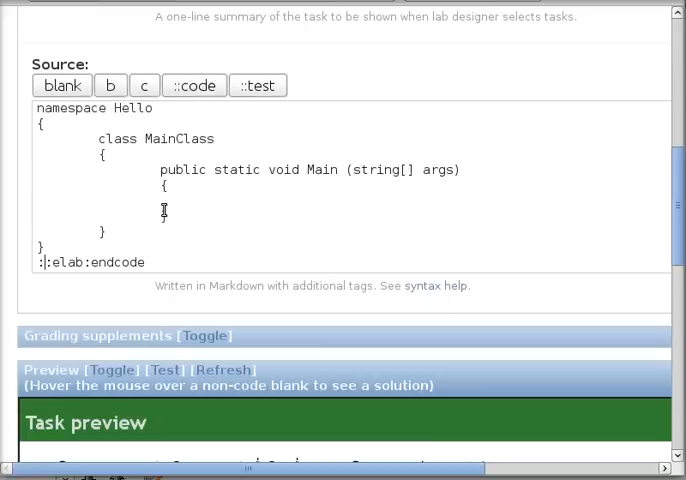 A one-line summary of the task to be shown when lab designer selects tasks.
Source:
blank b c ::code ::test
namespace Hello
{
class MainClass
{
public static void Main (string[] args)
{
}
}
}
::elab:endcode
Written in Markdown with additional tags. See syntax help.
Grading supplements [Toggle]
Preview [Toggle] [Test] [Refresh]
(Hover the mouse over a non-code blank to see a solution)
Task preview